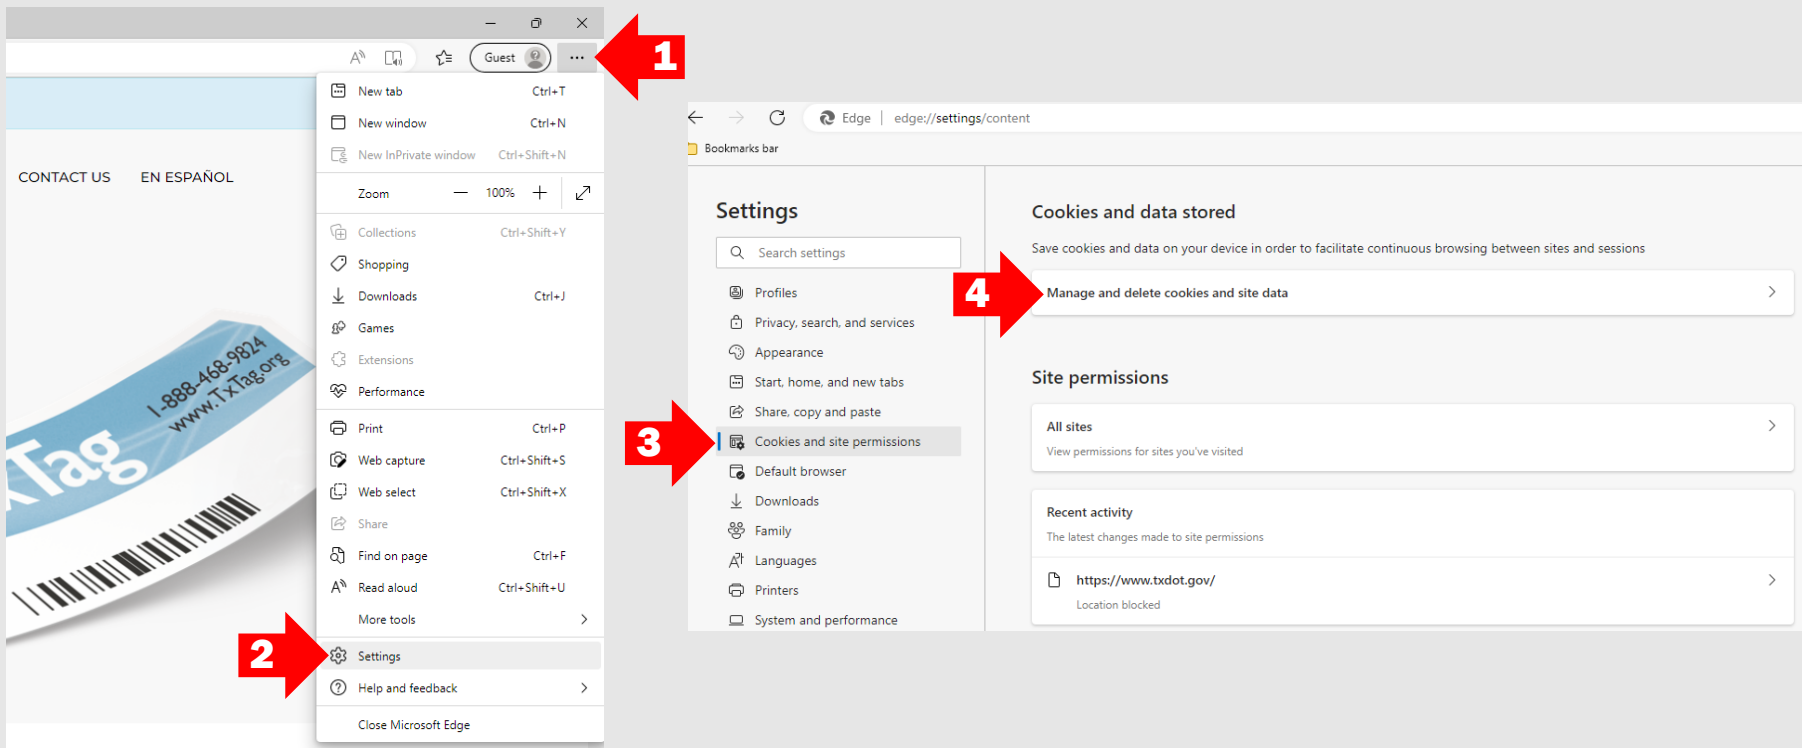 Guest
1
New tab Ctrl+T
New window Ctrl+N
New InPrivate window Ctrl+Shift+N
CONTACT US EN ESPAÑOL
Zoom 100%
Collections Ctrl+Shift+Y
Shopping
Downloads Ctrl+J
Games
Extensions
Performance
Print Ctrl+P
Web capture Ctrl+Shift+S
Web select Ctrl+Shift+X
Share
Find on page Ctrl+F
Read aloud Ctrl+Shift+U
More tools
2
Settings
Help and feedback
Close Microsoft Edge
1-888-468-9824
www.TxTag.org
xTag
Edge edge://settings/content
Bookmarks bar
Settings
Search settings
Profiles
Privacy, search, and services
Appearance
Start, home, and new tabs
Share, copy and paste
3
Cookies and site permissions
Default browser
Downloads
Family
Languages
Printers
System and performance
Cookies and data stored
Save cookies and data on your device in order to facilitate continuous browsing between sites and sessions
4
Manage and delete cookies and site data
Site permissions
All sites
View permissions for sites you've visited
Recent activity
The latest changes made to site permissions
https://www.txdot.gov/
Location blocked